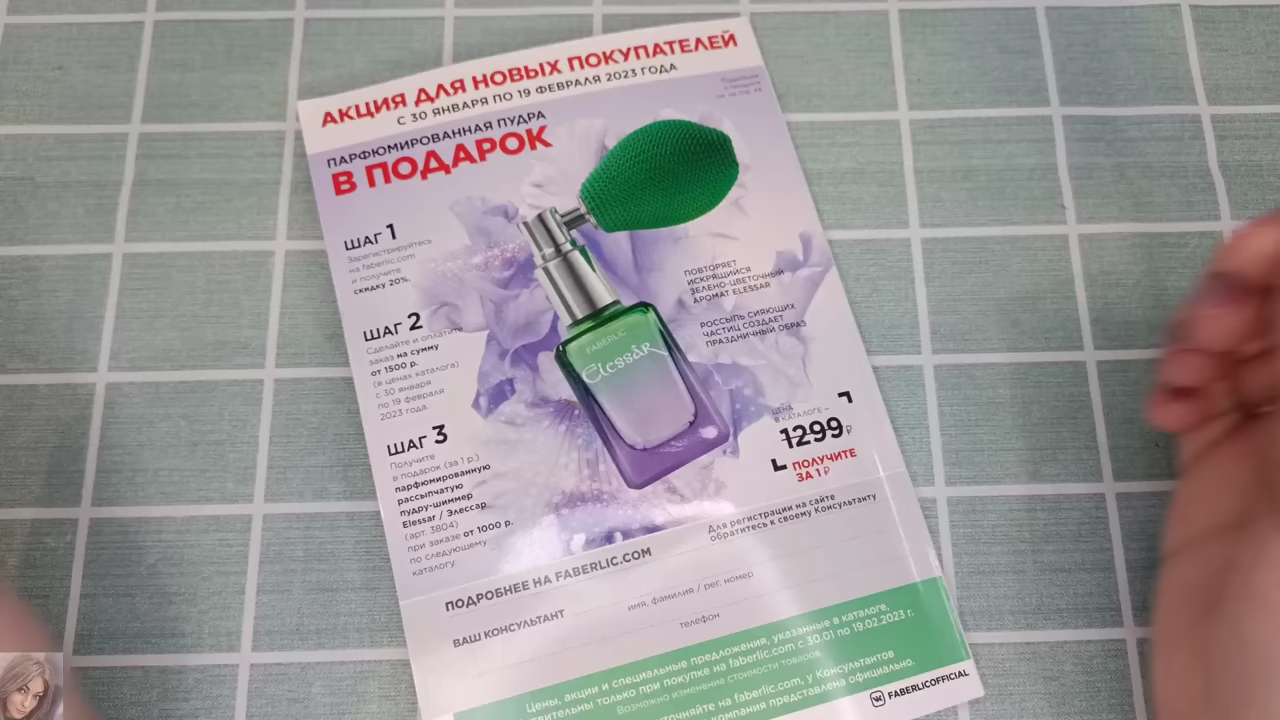 АКЦИЯ ДЛЯ НОВЫХ ПОКУПАТЕЛЕЙ
С 30 ЯНВАРЯ ПО 19 ФЕВРАЛЯ 2023 ГОДА
ПАРФЮМИРОВАННАЯ ПУДРА
В ПОДАРОК
ШАГ 1
Зарегистрируйтесь
на faberlic.com
и получите
скидку 20%.
ШАГ 2
Сделайте и оплатите
заказ на сумму
от 1500 р.
(в ценах каталога)
с 30 января
по 19 февраля
2023 года.
ШАГ 3
Получите
в подарок (за 1 р.)
парфюмированную
рассыпчатую
пудру-шиммер
Elessar / Элессар
(арт. 3804)
при заказе от 1000 р.
по следующему
каталогу.
FABERLIC
Elessar
ПОВТОРЯЕТ
ИСКРЯЩИЙСЯ
ЗЕЛЕНО-ЦВЕТОЧНЫЙ
АРОМАТ ELESSAR
РОССЫПЬ СИЯЮЩИХ
ЧАСТИЦ СОЗДАЕТ
ПРАЗДНИЧНЫЙ ОБРАЗ
ЦЕНА
В КАТАЛОГЕ –
1299 ₽
ПОЛУЧИТЕ
ЗА 1 ₽
ПОДРОБНЕЕ НА FABERLIC.COM
Для регистрации на сайте
обратитесь к своему Консультанту
ВАШ КОНСУЛЬТАНТ
имя, фамилия / рег. номер
телефон
Цены, акции и специальные предложения, указанные в каталоге,
только при покупке на faberlic.com с 30.01 по 19.02.2023 г.
Возможно изменение стоимости товаров.
на faberlic.com, у Консультантов
компания представлена официально.
FABERLICOFFICIAL